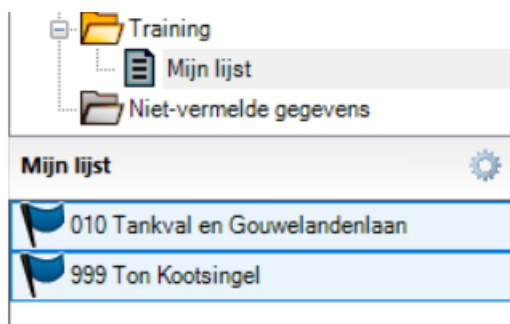 Training
Mijn lijst
Niet-vermelde gegevens
Mijn lijst
010 Tankval en Gouwelandenlaan
999 Ton Kootsingel